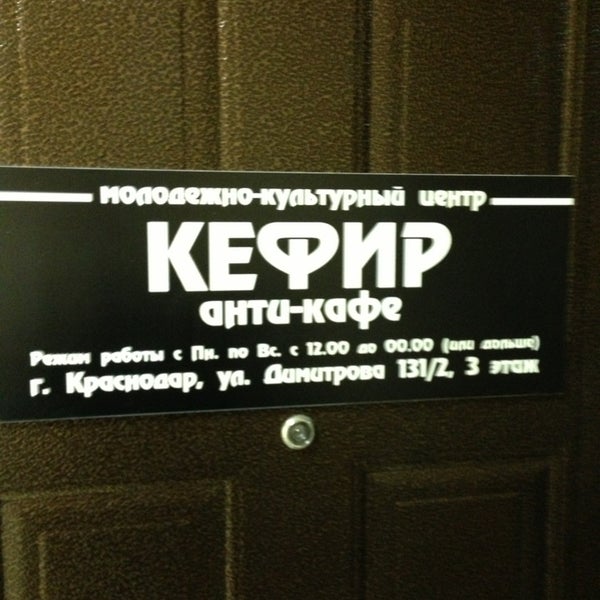 молодежно-культурный центр
КЕФИР
анти-кафе
Режим работы с Пн. по Вс. с 12.00 до 00.00 (или дольше)
г. Краснодар, ул. Димитрова 131/2, 3 этаж